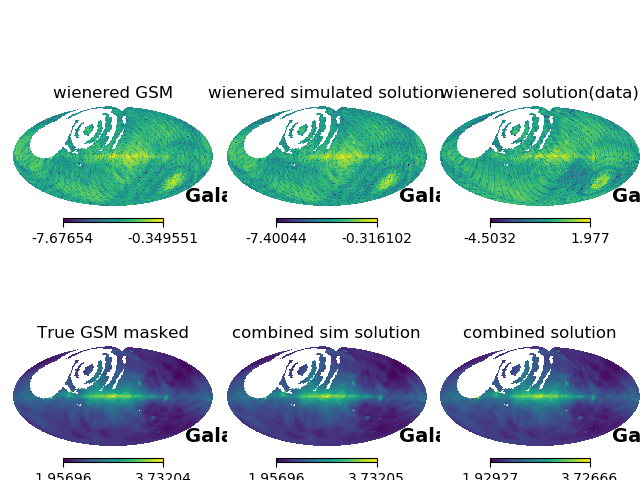 wienered GSM
wienered simulated solution
wienered solution(data)
Gala
Gala
Ga
-7.67654 -0.349551
-7.40044 -0.316102
-4.5032 1.977
True GSM masked
combined sim solution
combined solution
Gala
Gala
Ga
1.95696 3.73204
1.95696 3.73205
1.92927 3.72666